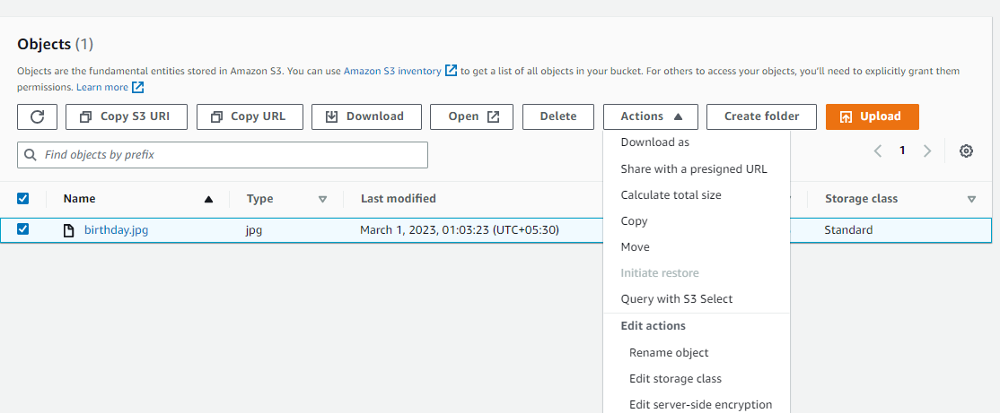 Objects (1)
Objects are the fundamental entities stored in Amazon S3. You can use Amazon S3 inventory to get a list of all objects in your bucket. For others to access your objects, you'll need to explicitly grant them
permissions. Learn more
Copy S3 URI Copy URL Download Open Delete Actions Create folder Upload
Find objects by prefix 1
Name Type Last modified Storage class
birthday.jpg jpg March 1, 2023, 01:03:23 (UTC+05:30) Standard
Download as
Share with a presigned URL
Calculate total size
Copy
Move
Initiate restore
Query with S3 Select
Edit actions
Rename object
Edit storage class
Edit server-side encryption